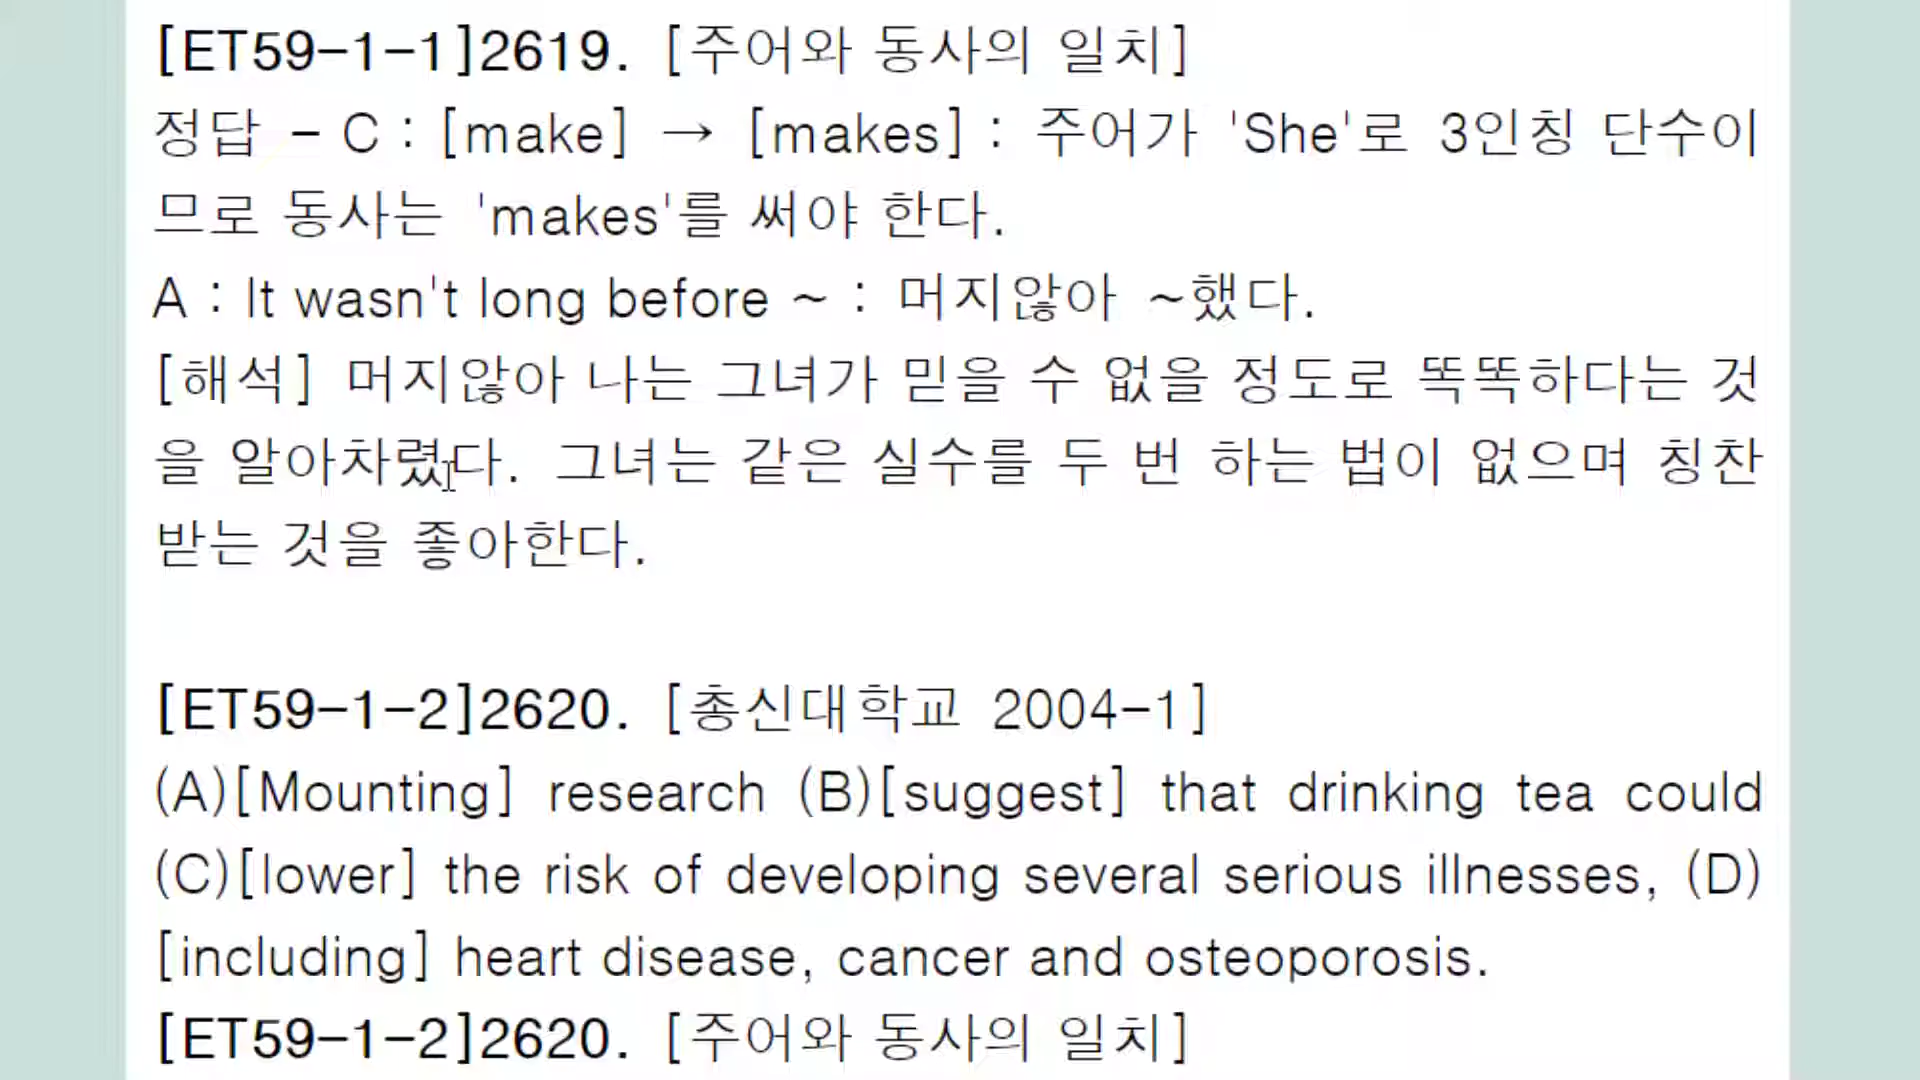 [ET59-1-1]2619. [주어와 동사의 일치]
정답 - C : [make] → [makes] : 주어가 'She'로 3인칭 단수이
므로 동사는 'makes'를 써야 한다.
A : It wasn't long before ~ : 머지않아 ~했다.
[해석] 머지않아 나는 그녀가 믿을 수 없을 정도로 똑똑하다는 것
을 알아차렸다. 그녀는 같은 실수를 두 번 하는 법이 없으며 칭찬
받는 것을 좋아한다.
[ET59-1-2]2620. [총신대학교 2004-1]
(A)[Mounting] research (B)[suggest] that drinking tea could
(C)[lower] the risk of developing several serious illnesses, (D)
[including] heart disease, cancer and osteoporosis.
[ET59-1-2]2620. [주어와 동사의 일치]